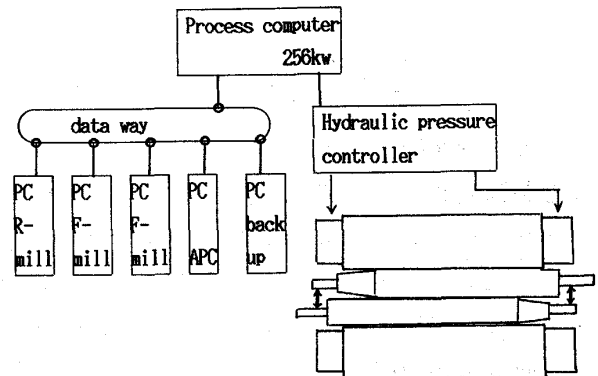 Process computer
256kw
data way
Hydraulic pressure
controller
PC
R-
mill
PC
F-
mill
PC
F-
mill
PC
APC
PC
back
up